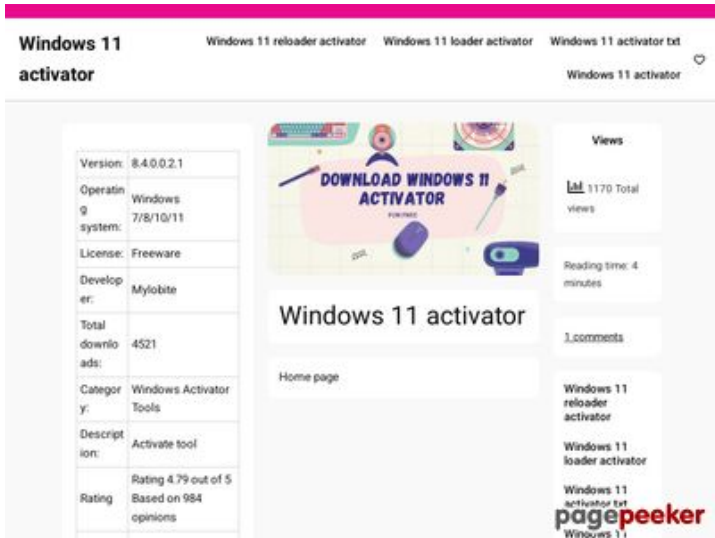 Windows 11
activator
Windows 11 reloader activator Windows 11 loader activator Windows 11 activator txt
Windows 11 activator
Version: 8.4.0.0.2.1
Operatin
g
system:
Windows
7/8/10/11
License: Freeware
Develop
er:
Mylobite
Total
downlo
ads:
4521
Categor
y:
Windows Activator
Tools
Descript
ion:
Activate tool
Rating
Rating 4.79 out of 5
Based on 984
opinions
DOWNLOAD WINDOWS 11
ACTIVATOR
FOR FREE
Windows 11 activator
Home page
Views
1170 Total
views
Reading time: 4
minutes
1 comments
Windows 11
reloader
activator
Windows 11
loader activator
Windows 11
activator txt
Windows 11
pagepeeker